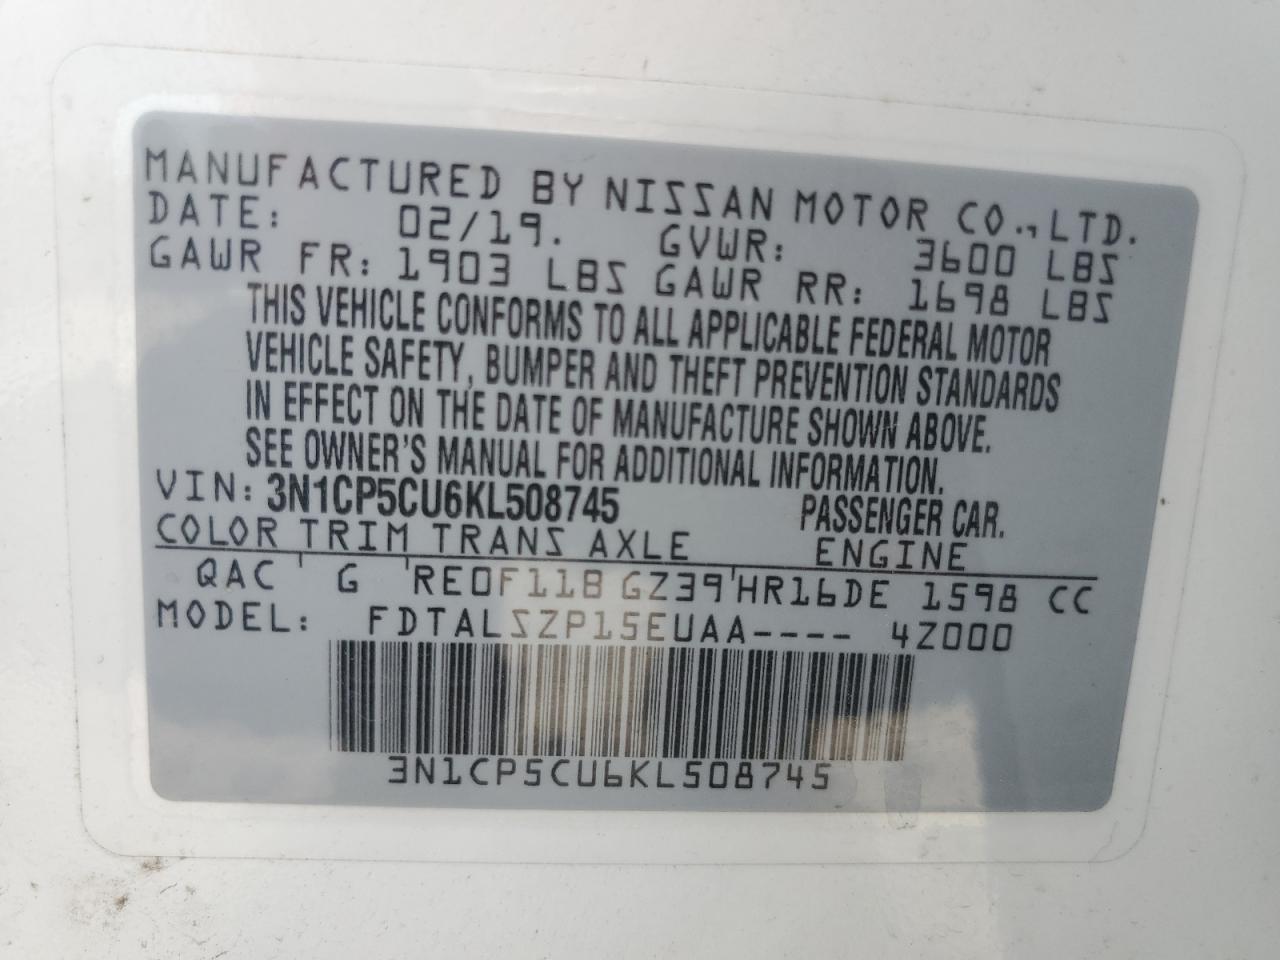 MANUFACTURED BY NISSAN MOTOR CO., LTD.
DATE: 02/19. GVWR: 3600 LBS
GAWR FR: 1903 LBS GAWR RR: 1698 LBS
THIS VEHICLE CONFORMS TO ALL APPLICABLE FEDERAL MOTOR
VEHICLE SAFETY, BUMPER AND THEFT PREVENTION STANDARDS
IN EFFECT ON THE DATE OF MANUFACTURE SHOWN ABOVE.
SEE OWNER'S MANUAL FOR ADDITIONAL INFORMATION.
VIN: 3N1CP5CU6KL508745 PASSENGER CAR.
COLOR TRIM TRANS AXLE ENGINE
QAC G RE0F11B GZ39 HR16DE 1598 CC
MODEL: FDTALSZP15EUAA---- 4Z000
3N1CP5CU6KL508745